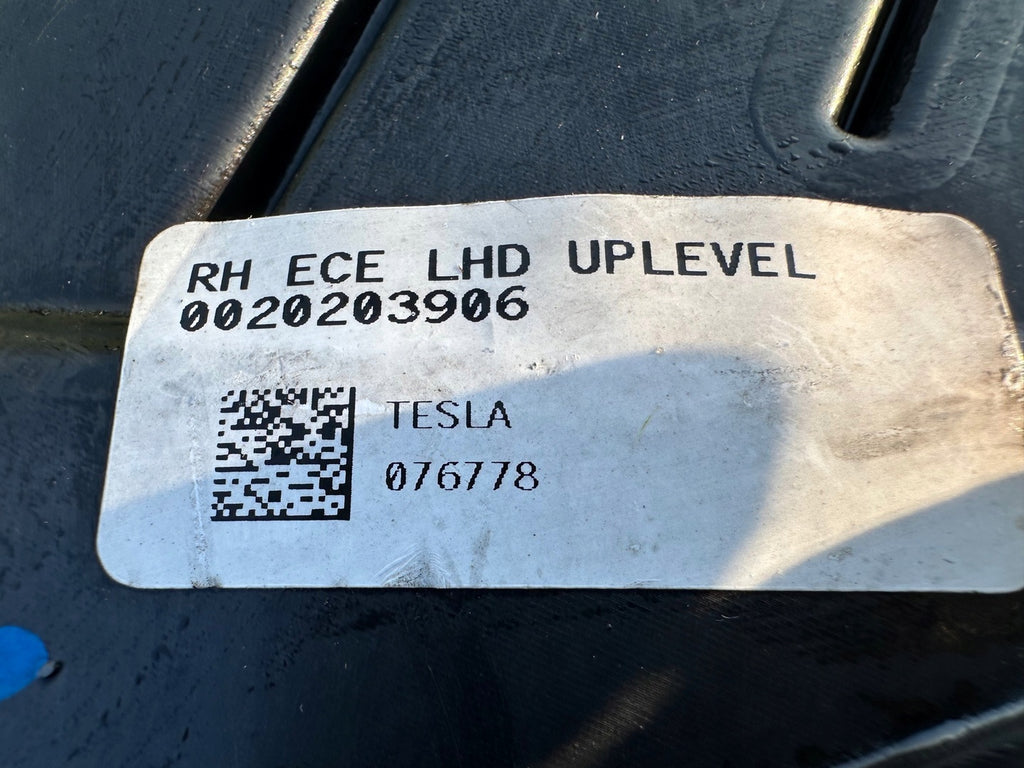 RH ECE LHD UPLEVEL
0020203906
TESLA
076778